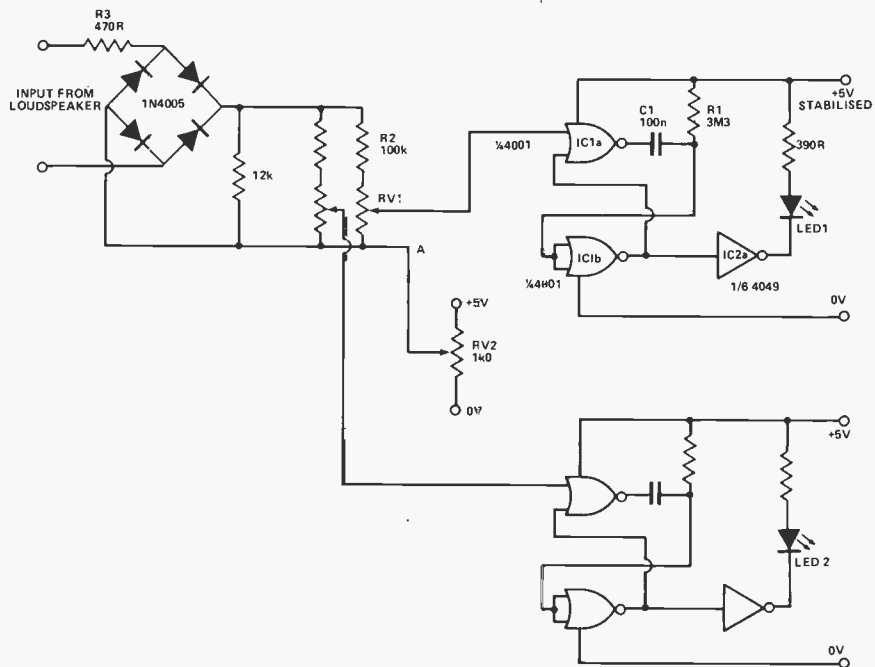 R3
470R
INPUT FROM
LOUDSPEAKER
1N4005
12k
R2
100k
RV1
A
+5V
RV2
1k0
0V
¼4001
IC1a
C1
100n
R1
3M3
+5V
STABILISED
390R
LED1
IC1b
¼4001
IC2a
1/6 4049
0V
+5V
LED 2
0V